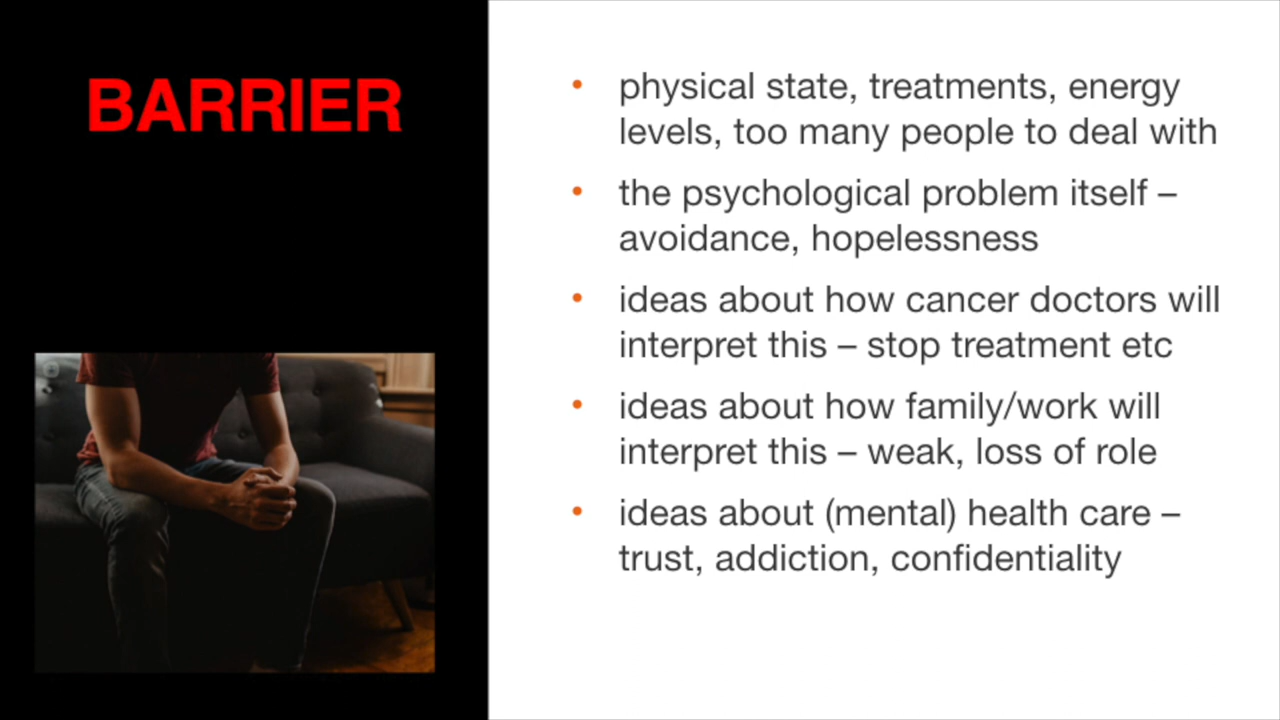 BARRIER
• physical state, treatments, energy
levels, too many people to deal with
• the psychological problem itself –
avoidance, hopelessness
• ideas about how cancer doctors will
interpret this – stop treatment etc
• ideas about how family/work will
interpret this – weak, loss of role
• ideas about (mental) health care –
trust, addiction, confidentiality